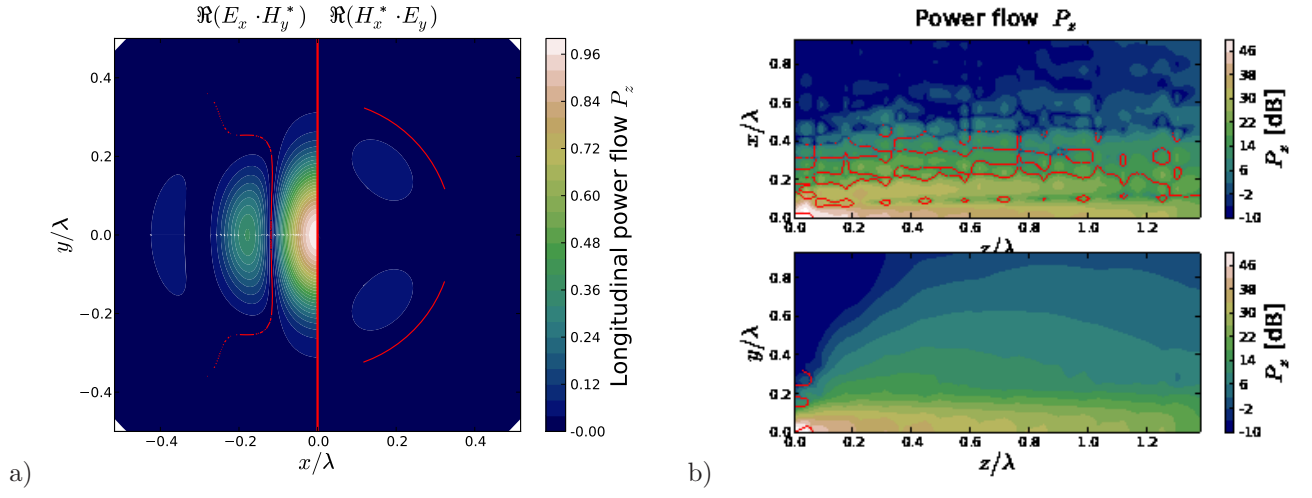 ℜ(E_x · H_y^*) ℜ(H_x^* · E_y)
0.4
0.2
0.0
−0.2
−0.4
y/λ
−0.4 −0.2 0.0 0.2 0.4
x/λ
0.96
0.84
0.72
0.60
0.48
0.36
0.24
0.12
-0.00
Longitudinal power flow P_z
a)
Power flow P_z
0.8
0.6
0.4
0.2
0.0
x/λ
0.0 0.2 0.4 0.6 0.8 1.0 1.2
z/λ
46
38
30
22
14
6
-2
-10
P_z [dB]
0.8
0.6
0.4
0.2
0.0
y/λ
0.0 0.2 0.4 0.6 0.8 1.0 1.2
z/λ
46
38
30
22
14
6
-2
-10
P_z [dB]
b)